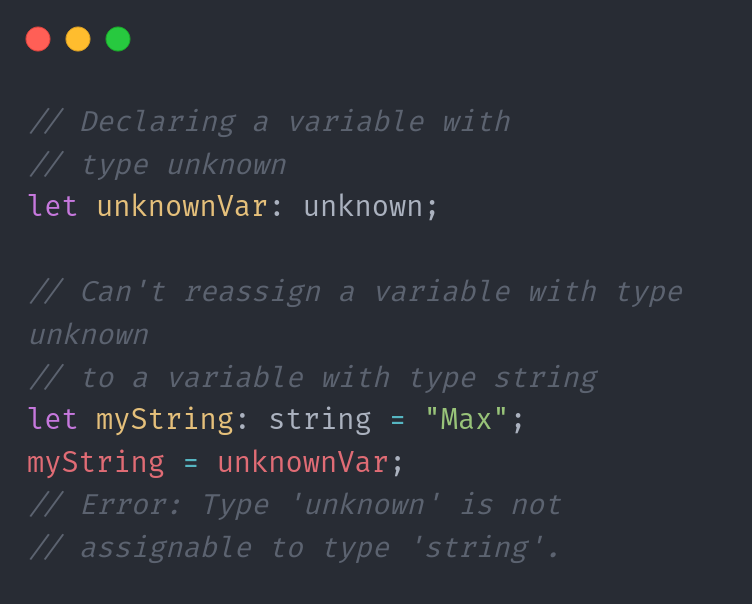 // Declaring a variable with
// type unknown
let unknownVar: unknown;
// Can't reassign a variable with type
unknown
// to a variable with type string
let myString: string = "Max";
myString = unknownVar;
// Error: Type 'unknown' is not
// assignable to type 'string'.